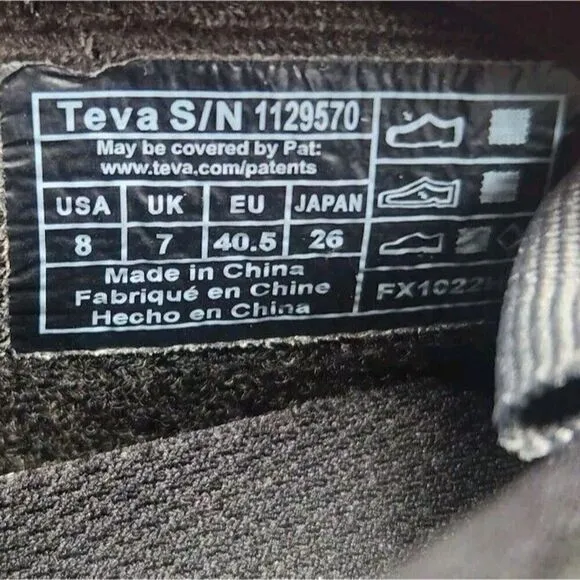 Teva S/N 1129570
May be covered by Pat:
www.teva.com/patents
USA UK EU JAPAN
8 7 40.5 26
Made in China
Fabriqué en Chine
Hecho en China